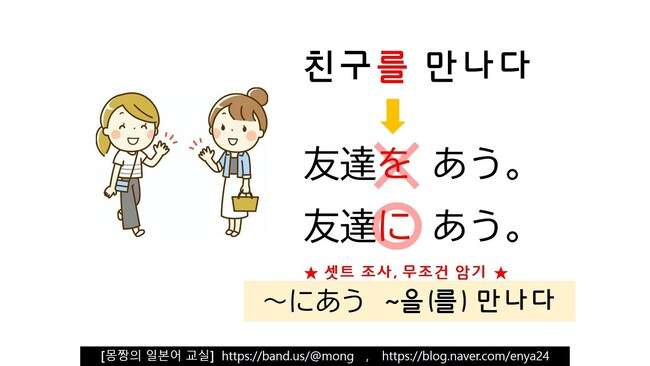 친구를 만나다
友達を あう。
友達に あう。
★ 셋트 조사, 무조건 암기 ★
～にあう ~을(를) 만나다
[몽짱의 일본어 교실] https://band.us/@mong , https://blog.naver.com/enya24